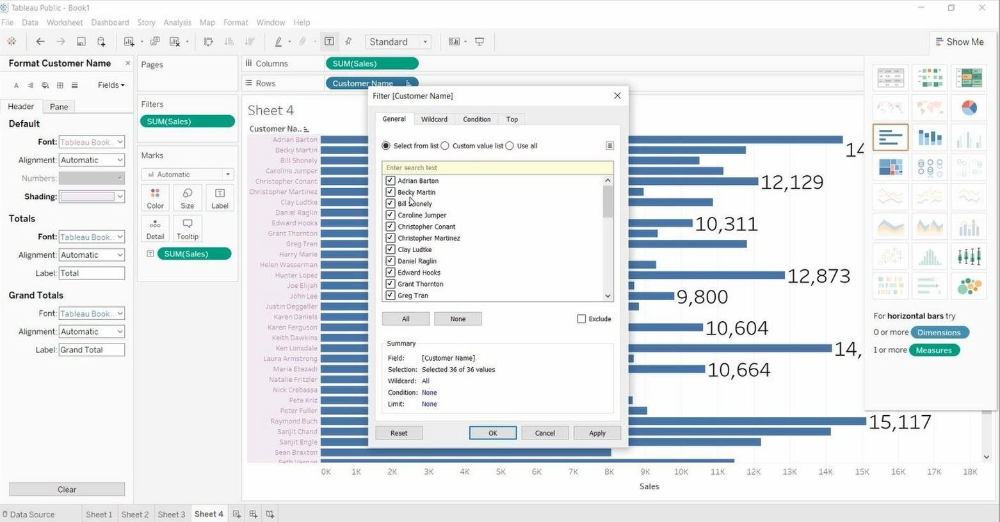 Tableau Public - Book1
File Data Worksheet Dashboard Story Analysis Map Format Window Help
Standard
Show Me
Format Customer Name
Fields
Header Pane
Default
Font: Tableau Book..
Alignment: Automatic
Numbers:
Shading:
Totals
Font: Tableau Book..
Alignment: Automatic
Label: Total
Grand Totals
Font: Tableau Book..
Alignment: Automatic
Label: Grand Total
Clear
Pages
Filters
SUM(Sales)
Marks
Automatic
Color Size Label
Detail Tooltip
SUM(Sales)
Columns SUM(Sales)
Rows Customer Name
Sheet 4
Customer Na..
Adrian Barton
Becky Martin
Bill Shonely
Caroline Jumper
Christopher Conant
Christopher Martinez
Clay Ludtke
Daniel Raglin
Edward Hooks
Grant Thornton
Greg Tran
Harry Marie
Helen Wasserman
Hunter Lopez
Joe Elijah
John Lee
Justin Deggeller
Karen Daniels
Karen Ferguson
Keith Dawkins
Ken Lonsdale
Laura Armstrong
Maria Etezadi
Natalie Fritzler
Nick Crebassa
Pete Kriz
Peter Fuller
Raymond Buch
Sanjit Chand
Sanjit Engle
Sean Braxton
Seth Vernon
14
12,129
10,311
12,873
9,800
10,604
14,
10,664
15,117
0K 1K 2K 3K 4K 5K 6K 7K 8K 9K 10K 11K 12K 13K 14K 15K 16K 17K 18K
Sales
Filter [Customer Name]
General Wildcard Condition Top
Select from list Custom value list Use all
Enter search text
Adrian Barton
Becky Martin
Bill Shonely
Caroline Jumper
Christopher Conant
Christopher Martinez
Clay Ludtke
Daniel Raglin
Edward Hooks
Grant Thornton
Greg Tran
All None Exclude
Summary
Field: [Customer Name]
Selection: Selected 36 of 36 values
Wildcard: All
Condition: None
Limit: None
Reset OK Cancel Apply
For horizontal bars try
0 or more Dimensions
1 or more Measures
Data Source Sheet 1 Sheet 2 Sheet 3 Sheet 4